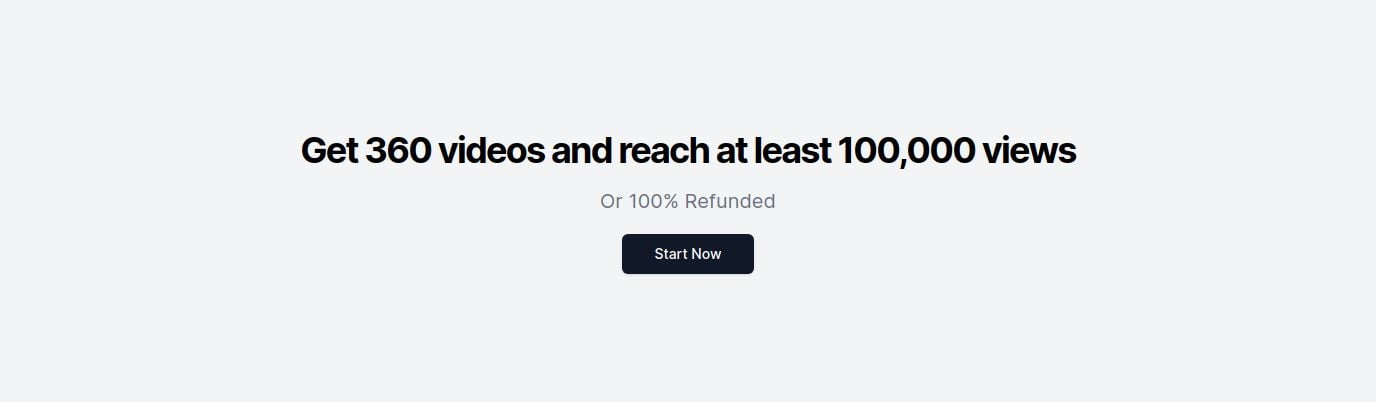 Get 360 videos and reach at least 100,000 views
Or 100% Refunded
Start Now